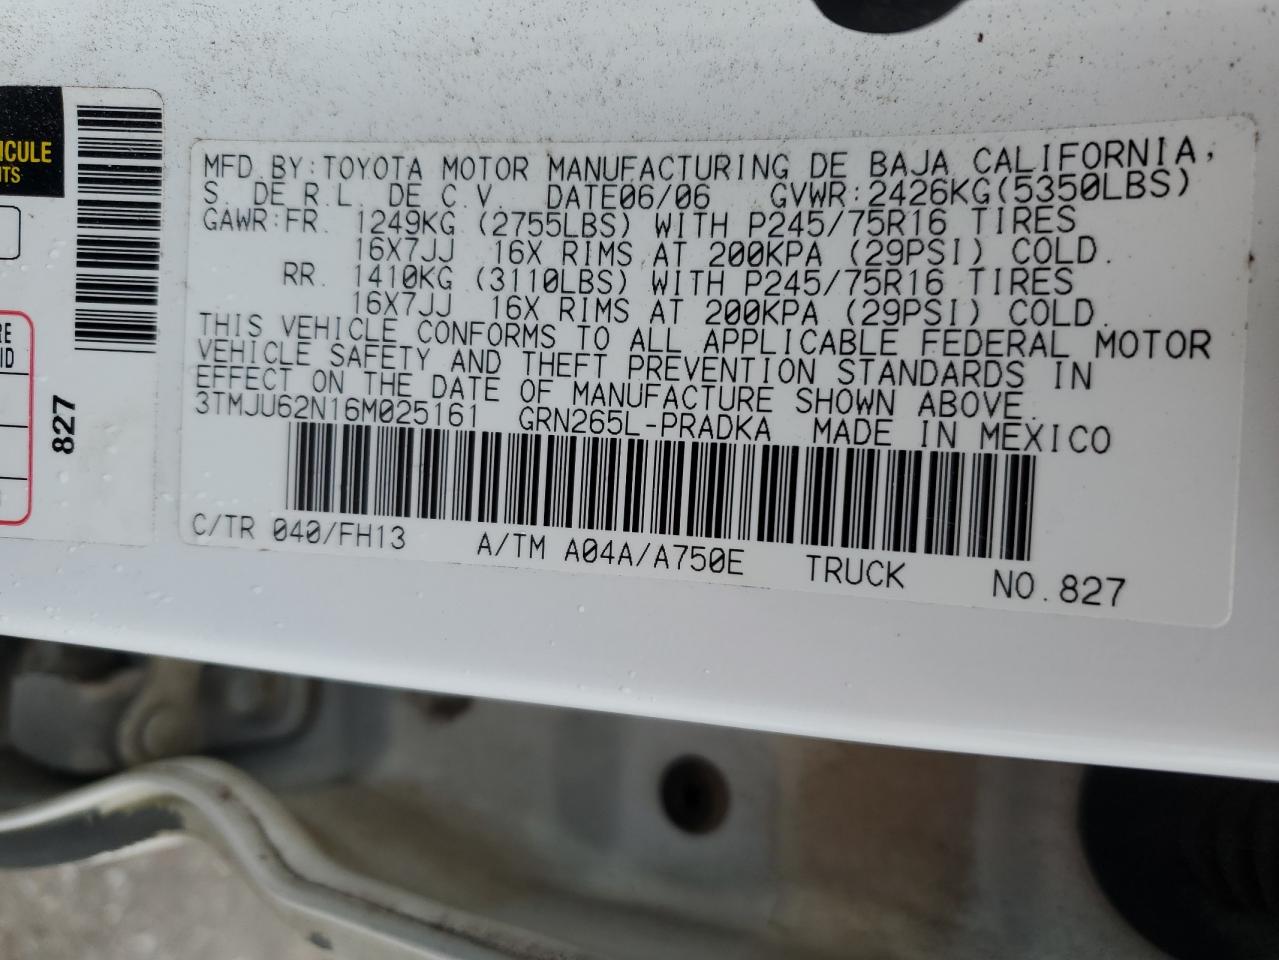 ICULE
NTS
RE
ID
827
MFD.BY:TOYOTA MOTOR MANUFACTURING DE BAJA CALIFORNIA,
S. DE R.L. DE C.V. DATE06/06 GVWR:2426KG(5350LBS)
GAWR:FR. 1249KG (2755LBS) WITH P245/75R16 TIRES
16X7JJ 16X RIMS AT 200KPA (29PSI) COLD.
RR. 1410KG (3110LBS) WITH P245/75R16 TIRES
16X7JJ 16X RIMS AT 200KPA (29PSI) COLD.
THIS VEHICLE CONFORMS TO ALL APPLICABLE FEDERAL MOTOR
VEHICLE SAFETY AND THEFT PREVENTION STANDARDS IN
EFFECT ON THE DATE OF MANUFACTURE SHOWN ABOVE.
3TMJU62N16M025161 GRN265L-PRADKA MADE IN MEXICO
C/TR 040/FH13 A/TM A04A/A750E TRUCK NO.827